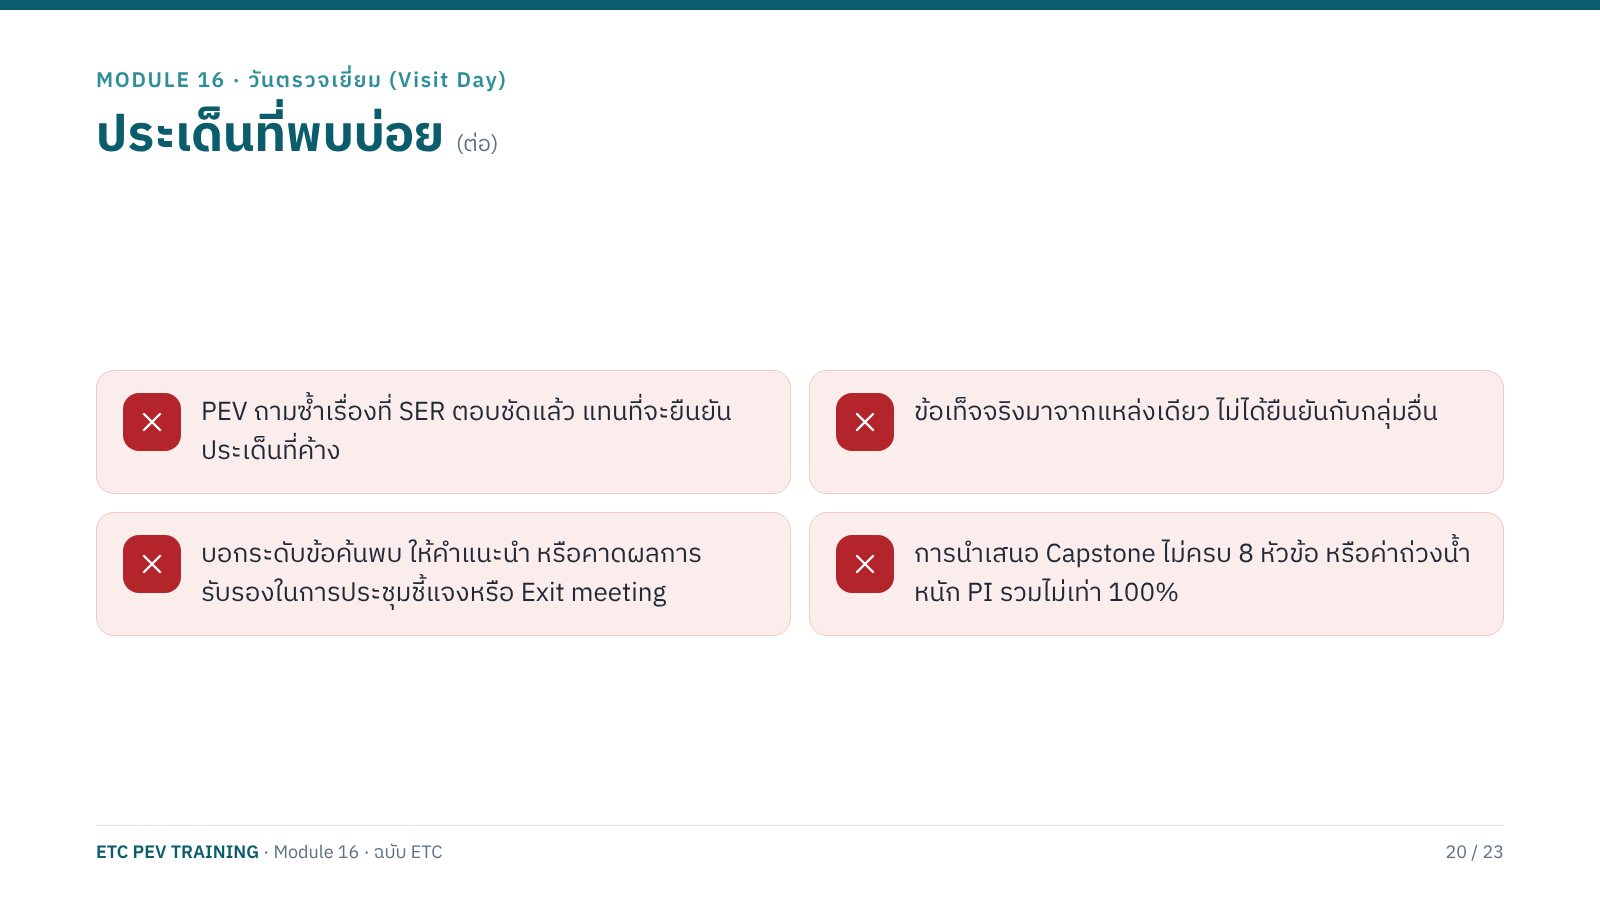 MODULE 16 · วันตรวจเยี่ยม (Visit Day)
ประเด็นที่พบบ่อย (ต่อ)
PEV ถามซ้ำเรื่องที่ SER ตอบชัดแล้ว แทนที่จะยืนยัน
ประเด็นที่ค้าง
ข้อเท็จจริงมาจากแหล่งเดียว ไม่ได้ยืนยันกับกลุ่มอื่น
บอกระดับข้อค้นพบ ให้คำแนะนำ หรือคาดผลการ
รับรองในการประชุมชี้แจงหรือ Exit meeting
การนำเสนอ Capstone ไม่ครบ 8 หัวข้อ หรือค่าถ่วงน้ำ
หนัก PI รวมไม่เท่า 100%
ETC PEV TRAINING · Module 16 · ฉบับ ETC
20 / 23